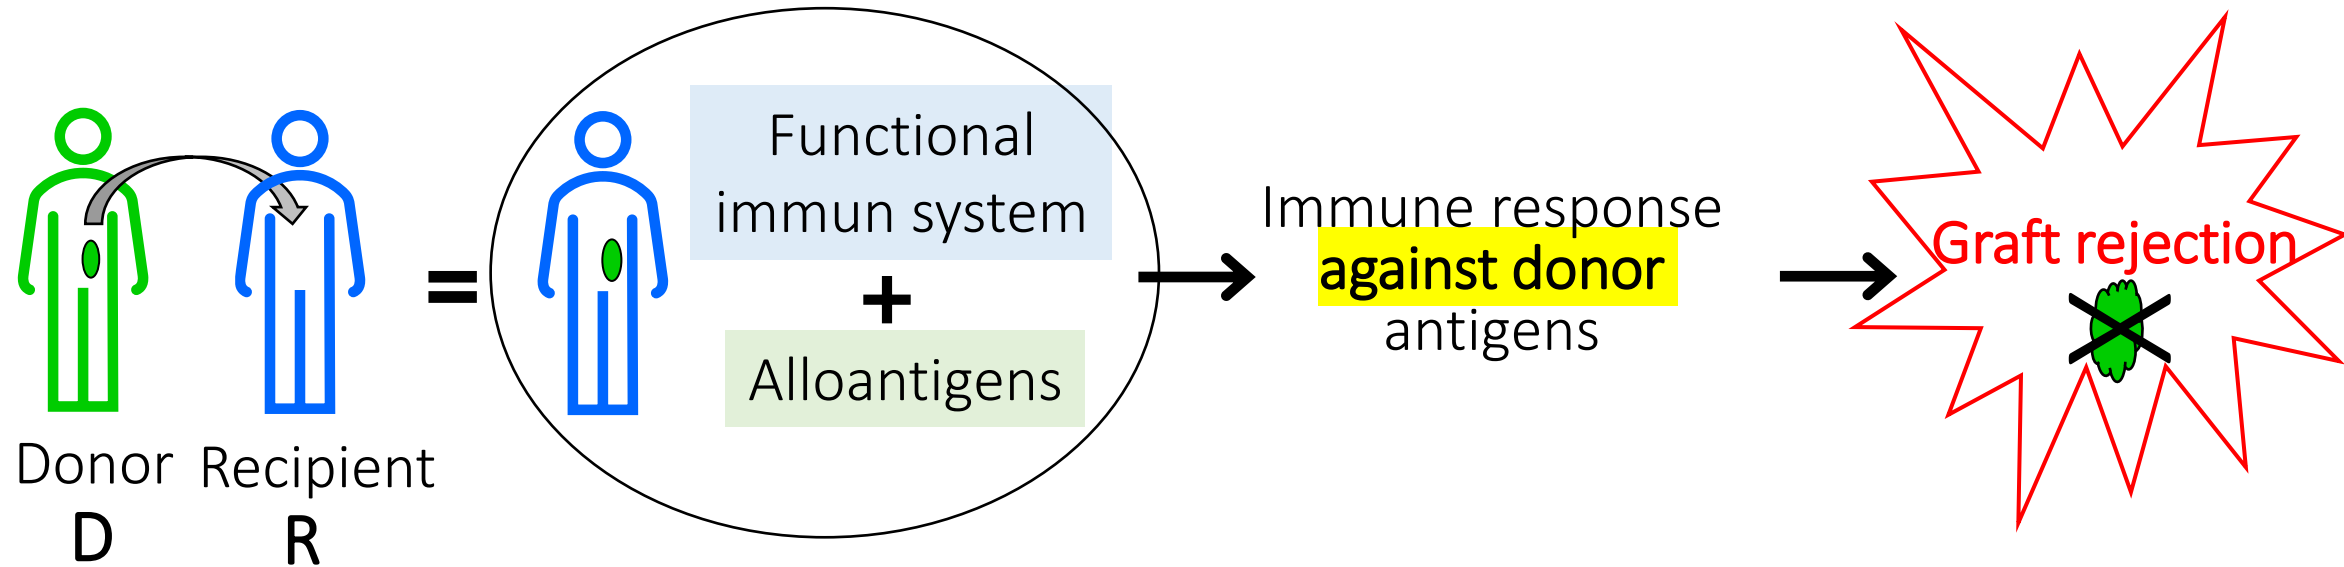 Donor
D
Recipient
R
=
Functional
immun system
+
Alloantigens
Immune response
against donor
antigens
Graft rejection